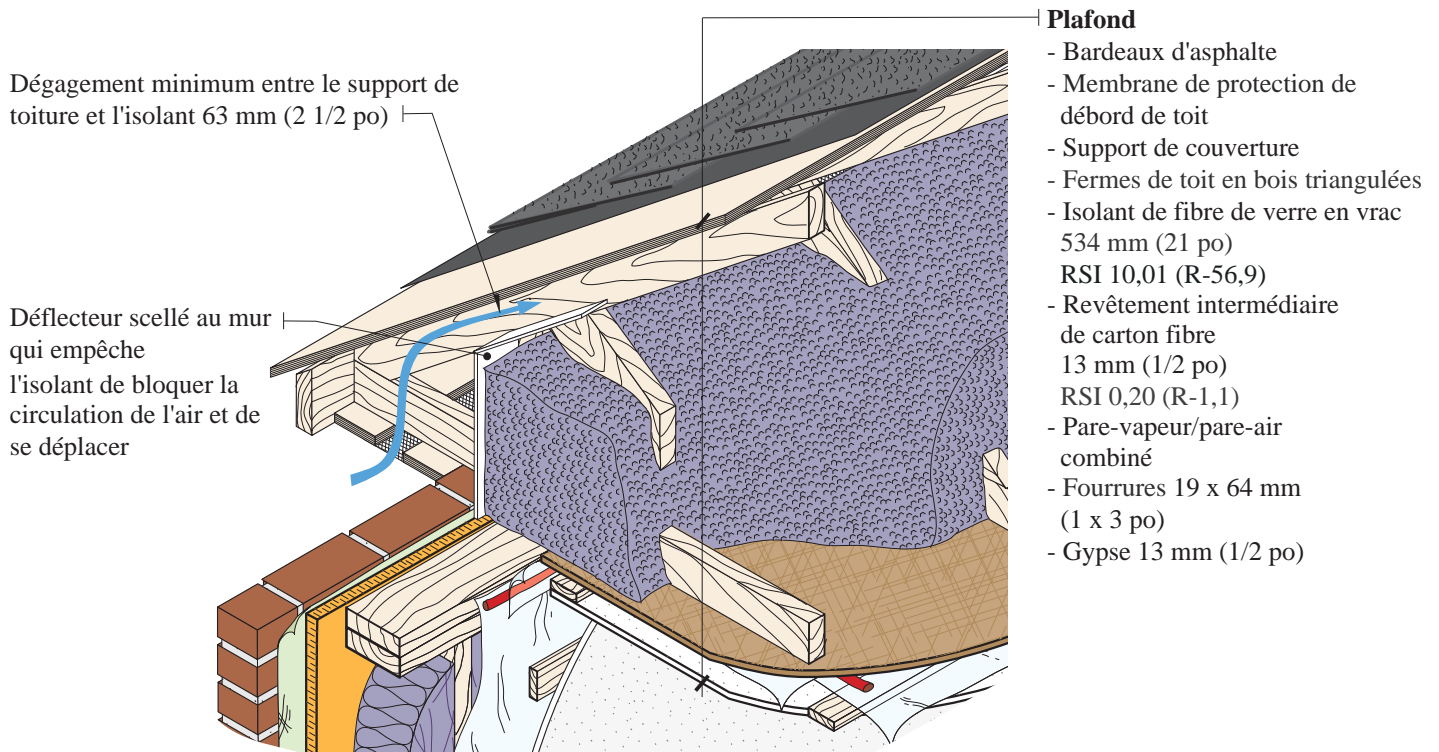 Dégagement minimum entre le support de
toiture et l'isolant 63 mm (2 1/2 po)
Déflecteur scellé au mur
qui empêche
l'isolant de bloquer la
circulation de l'air et de
se déplacer
Plafond
- Bardeaux d'asphalte
- Membrane de protection de
débord de toit
- Support de couverture
- Fermes de toit en bois triangulées
- Isolant de fibre de verre en vrac
534 mm (21 po)
RSI 10,01 (R-56,9)
- Revêtement intermédiaire
de carton fibre
13 mm (1/2 po)
RSI 0,20 (R-1,1)
- Pare-vapeur/pare-air
combiné
- Fourrures 19 x 64 mm
(1 x 3 po)
- Gypse 13 mm (1/2 po)